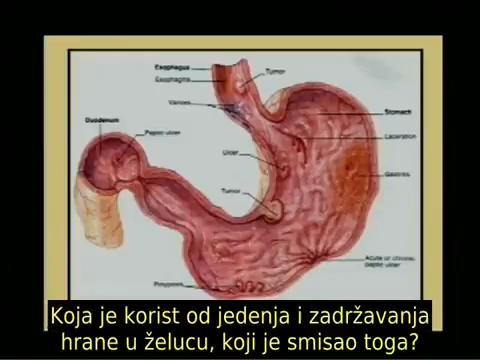 Esophagus
Esophagitis
Tumor
Varices
Duodenum
Stomach
Peptic ulcer
Laceration
Ulcer
Gastritis
Tumor
Acute or chronic
peptic ulcer
Polyposis
Koja je korist od jedenja i zadržavanja
hrane u želucu, koji je smisao toga?